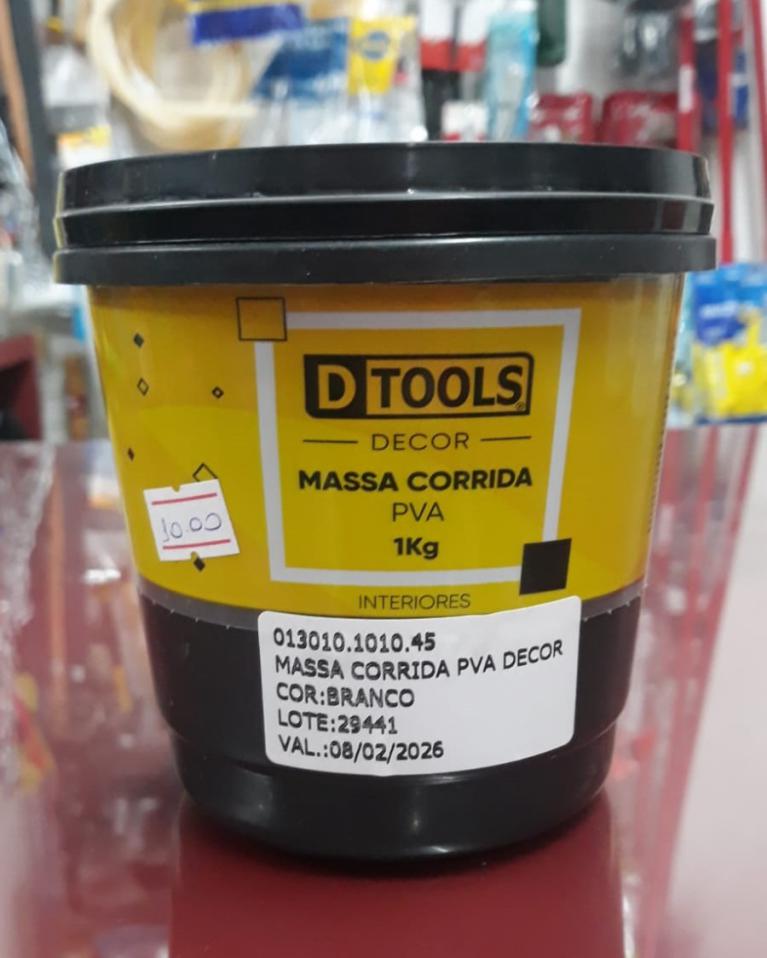 D TOOLS
DECOR
MASSA CORRIDA
PVA
1Kg
10.00
INTERIORES
013010.1010.45
MASSA CORRIDA PVA DECOR
COR:BRANCO
LOTE:29441
VAL.:08/02/2026